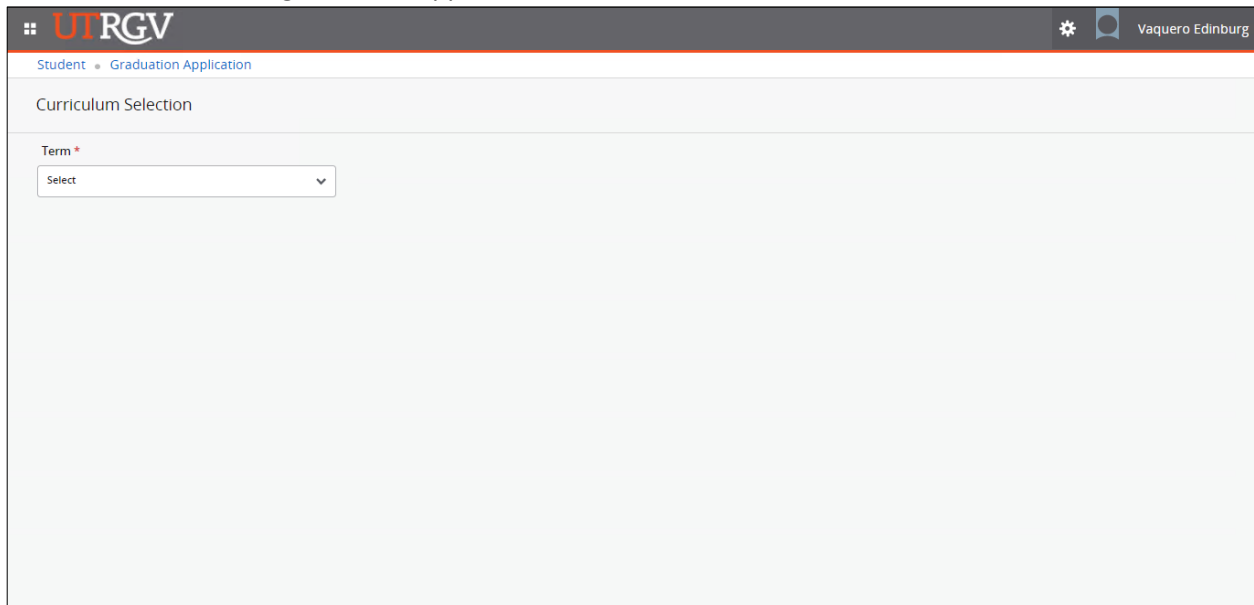 UTRGV
Vaquero Edinburg
Student • Graduation Application
Curriculum Selection
Term *
Select